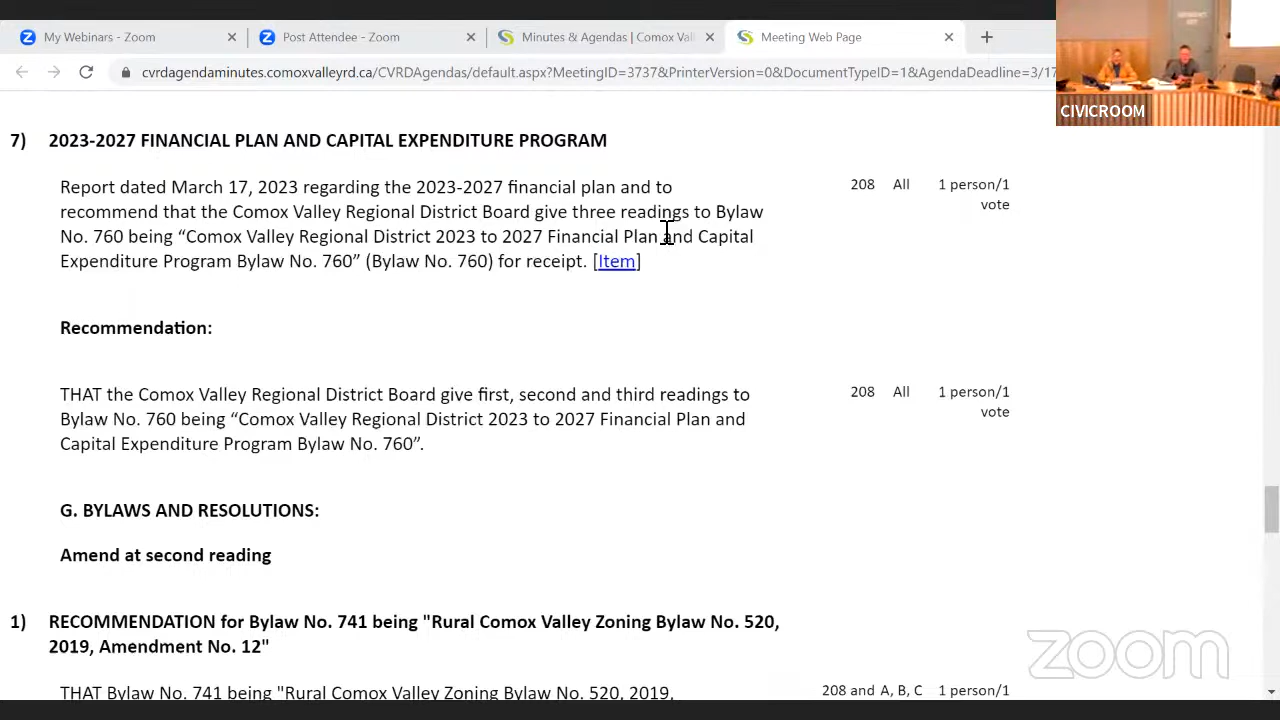 My Webinars - Zoom
Post Attendee - Zoom
Minutes & Agendas | Comox Val
Meeting Web Page
cvrdagendaminutes.comoxvalleyrd.ca/CVRDAgendas/default.aspx?MeetingID=3737&PrinterVersion=0&DocumentTypeID=1&AgendaDeadline=3/17
CIVICROOM
7) 2023-2027 FINANCIAL PLAN AND CAPITAL EXPENDITURE PROGRAM
Report dated March 17, 2023 regarding the 2023-2027 financial plan and to 208 All 1 person/1
recommend that the Comox Valley Regional District Board give three readings to Bylaw vote
No. 760 being “Comox Valley Regional District 2023 to 2027 Financial Plan and Capital
Expenditure Program Bylaw No. 760” (Bylaw No. 760) for receipt. [Item]
Recommendation:
THAT the Comox Valley Regional District Board give first, second and third readings to 208 All 1 person/1
Bylaw No. 760 being “Comox Valley Regional District 2023 to 2027 Financial Plan and vote
Capital Expenditure Program Bylaw No. 760”.
G. BYLAWS AND RESOLUTIONS:
Amend at second reading
1) RECOMMENDATION for Bylaw No. 741 being "Rural Comox Valley Zoning Bylaw No. 520,
2019, Amendment No. 12"
THAT Bylaw No. 741 being "Rural Comox Valley Zoning Bylaw No. 520, 2019, 208 and A, B, C 1 person/1
zoom